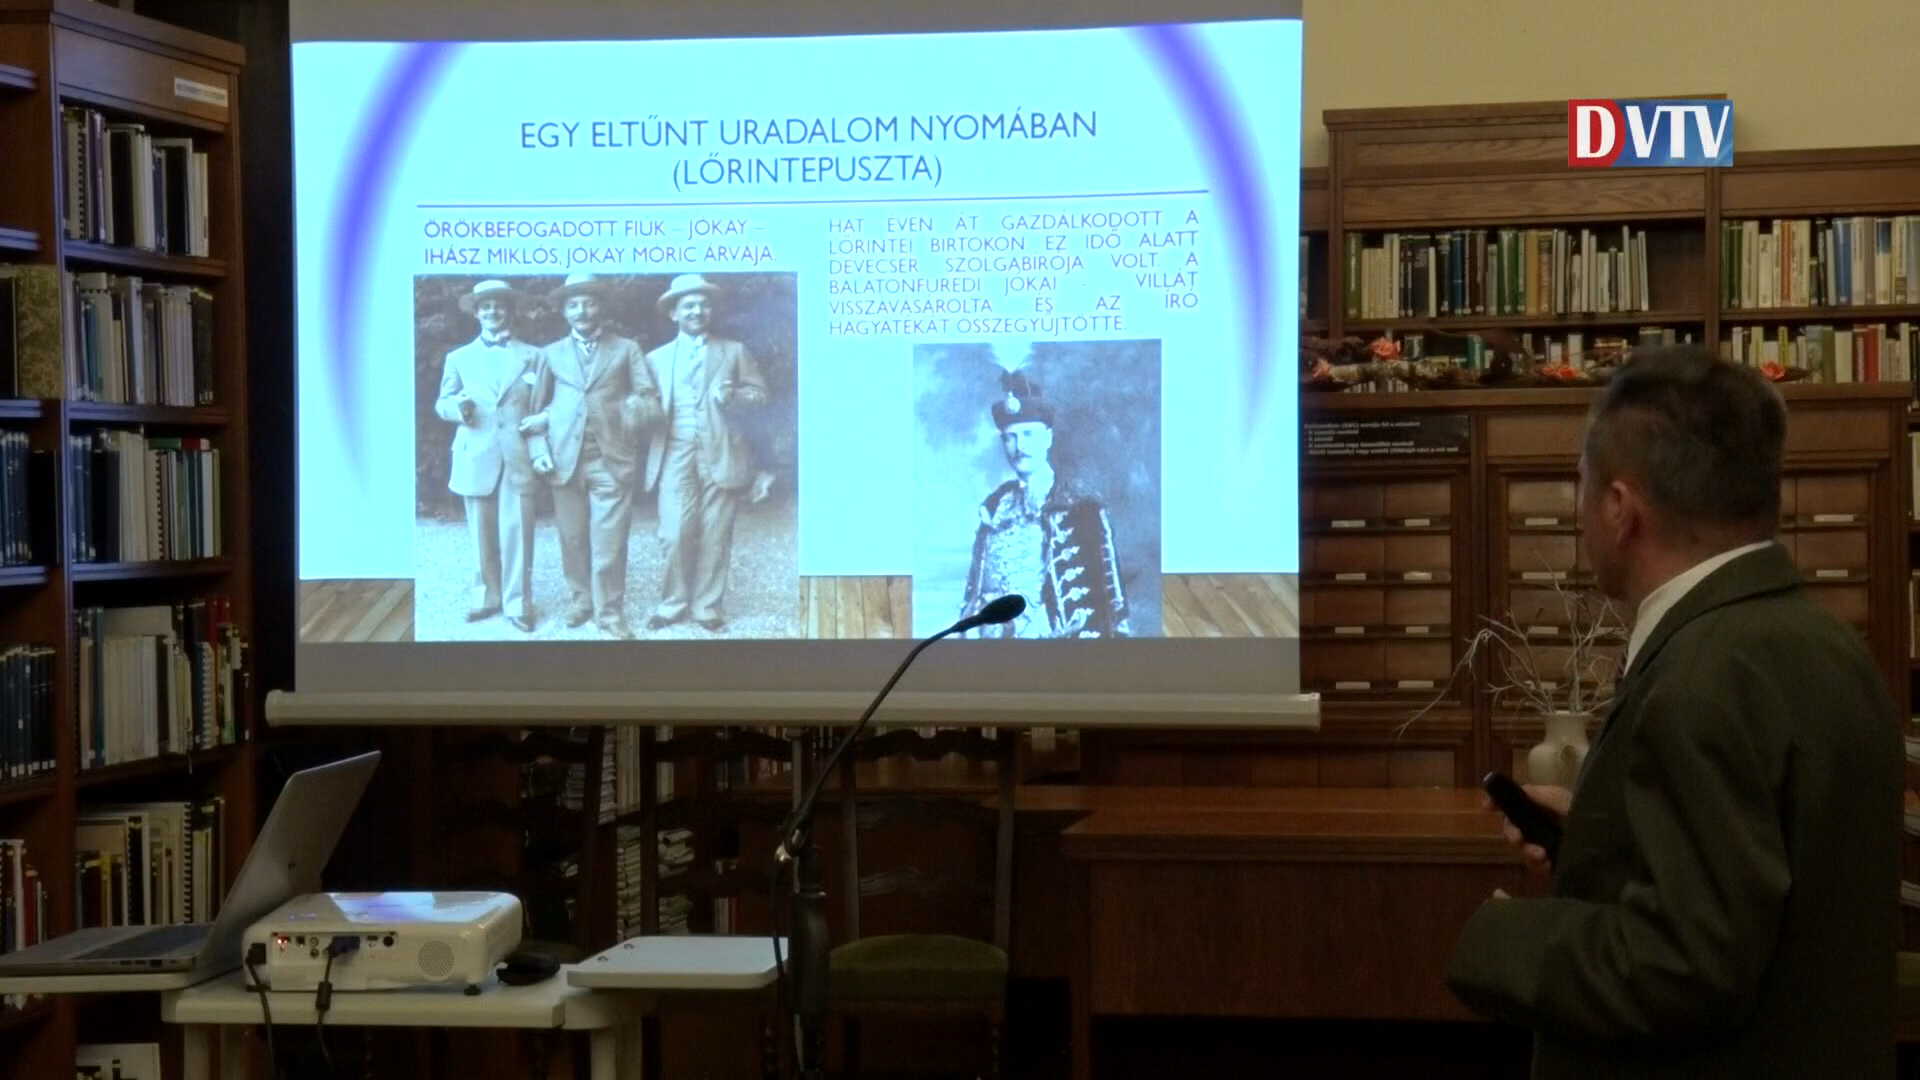 EGY ELTŰNT URADALOM NYOMÁBAN
(LŐRINTEPUSZTA)
ÖRÖKBEFOGADOTT FIÚK – JÓKAY –
IHÁSZ MIKLÓS, JÓKAY MÓRIC ÁRVÁJA.
HAT ÉVEN ÁT GAZDÁLKODOTT A
LŐRINTEI BIRTOKON EZ IDŐ ALATT
DEVECSER SZOLGABÍRÓJA VOLT. A
BALATONFÜREDI JÓKAI - VILLÁT
VISSZAVÁSÁROLTA ÉS AZ ÍRÓ
HAGYATÉKÁT ÖSSZEGYŰJTÖTTE.
DVTV